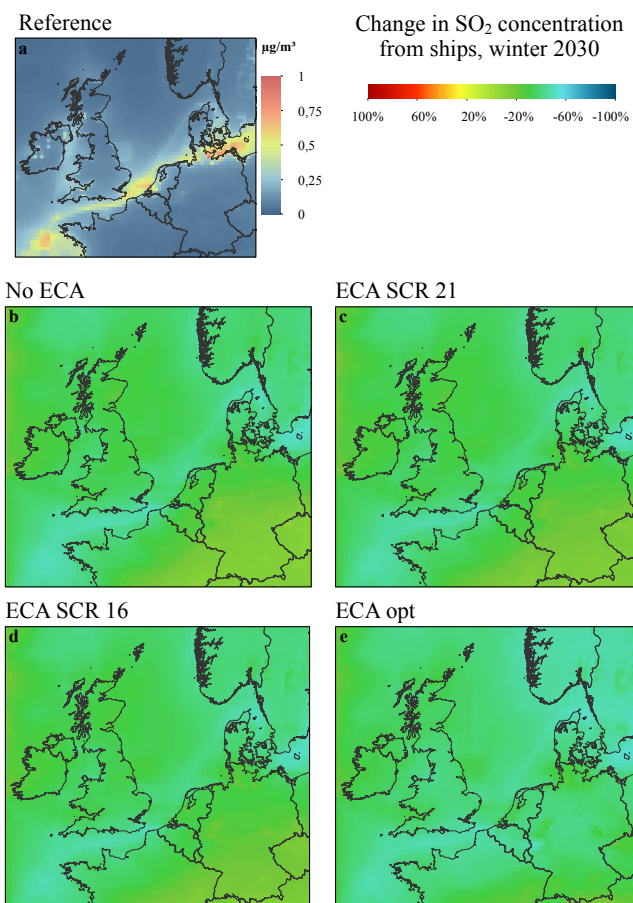 Reference
a
µg/m³
1
0,75
0,5
0,25
0
Change in SO₂ concentration
from ships, winter 2030
100% 60% 20% -20% -60% -100%
No ECA
b
ECA SCR 21
c
ECA SCR 16
d
ECA opt
e